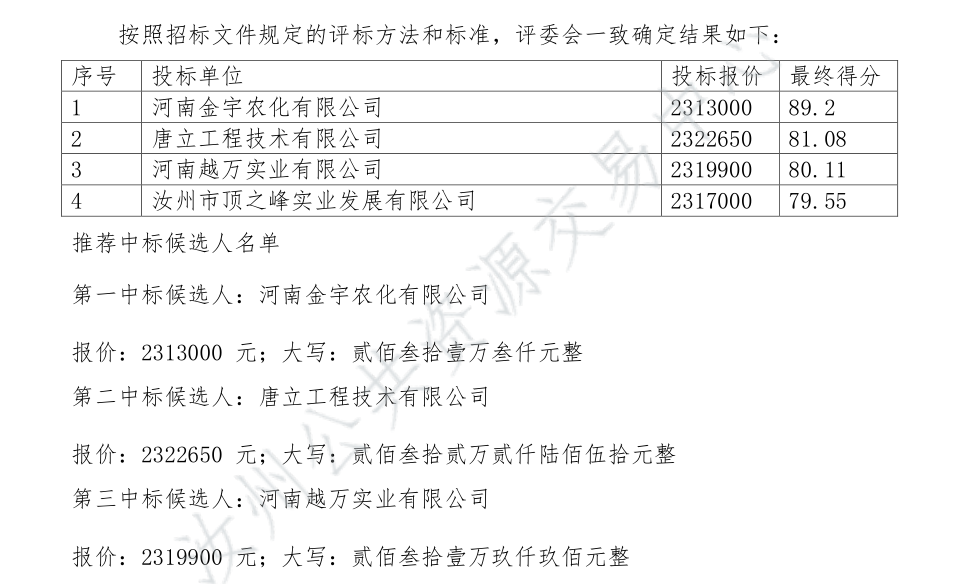 按照招标文件规定的评标方法和标准，评委会一致确定结果如下：
序号 投标单位 投标报价 最终得分
1 河南金宇农化有限公司 2313000 89.2
2 唐立工程技术有限公司 2322650 81.08
3 河南越万实业有限公司 2319900 80.11
4 汝州市顶之峰实业发展有限公司 2317000 79.55
推荐中标候选人名单
第一中标候选人：河南金宇农化有限公司
报价：2313000 元；大写：贰佰叁拾壹万叁仟元整
第二中标候选人：唐立工程技术有限公司
报价：2322650 元；大写：贰佰叁拾贰万贰仟陆佰伍拾元整
第三中标候选人：河南越万实业有限公司
报价：2319900 元；大写：贰佰叁拾壹万玖仟玖佰元整
汝州公共资源交易中心